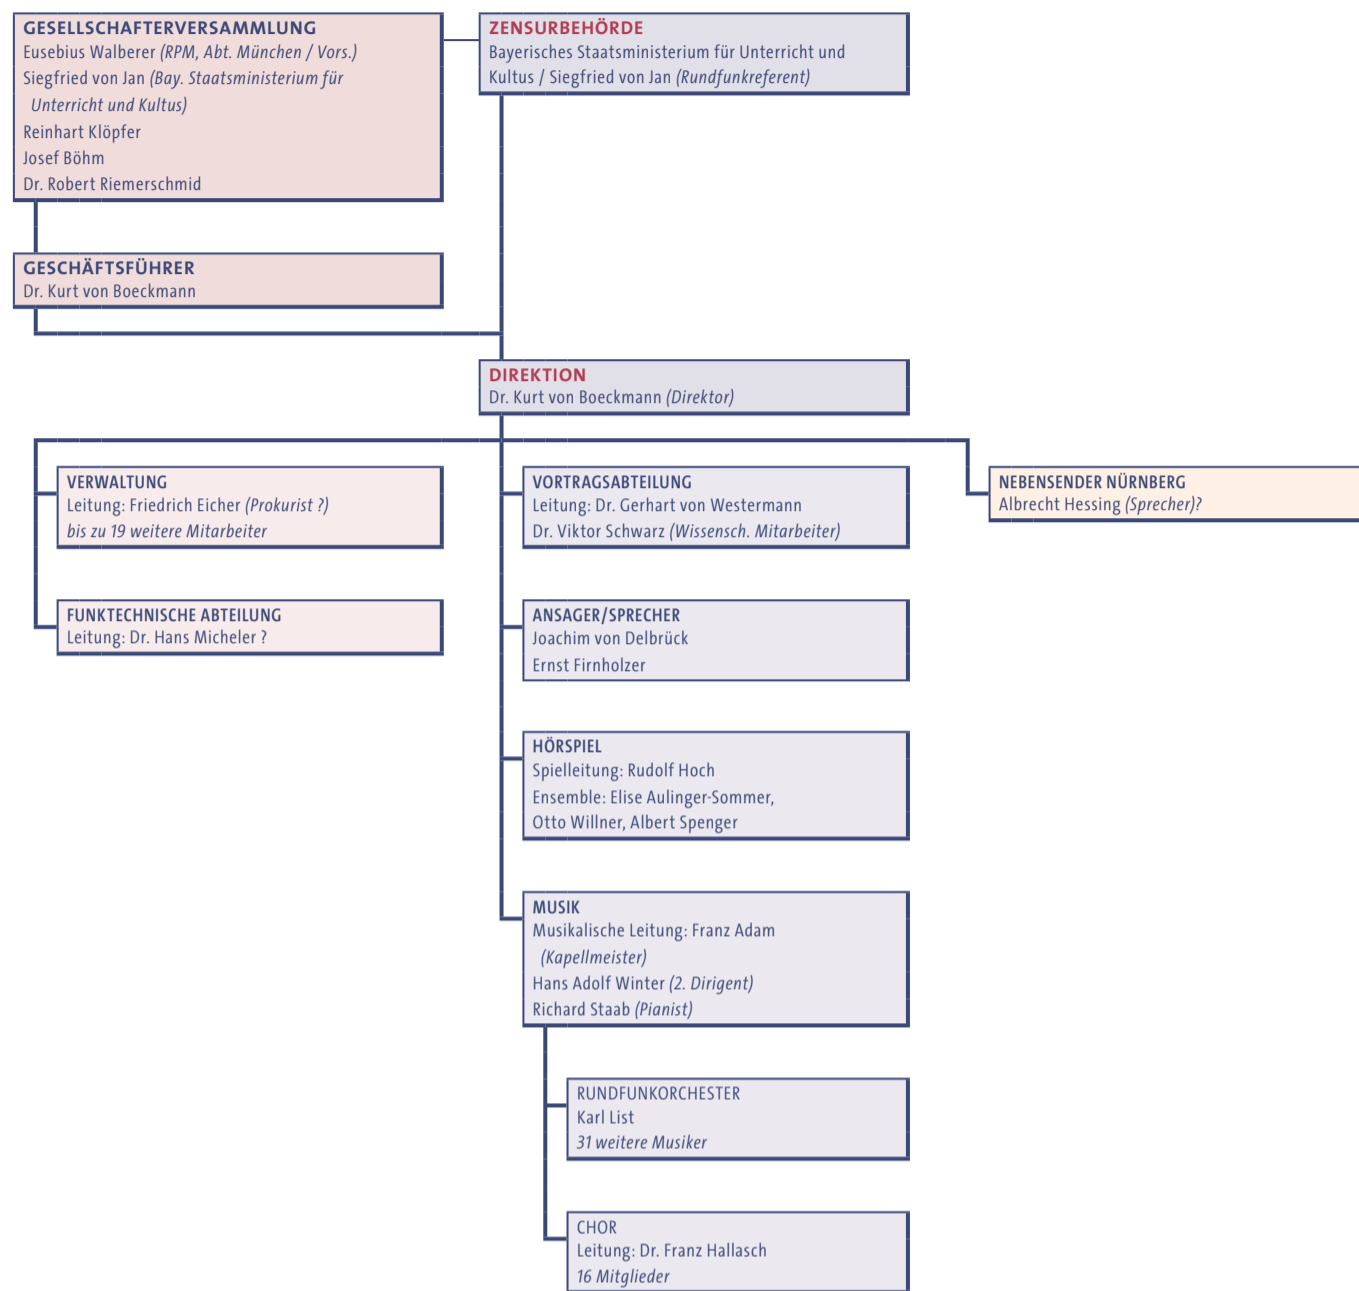 GESELLSCHAFTERVERSAMMLUNG
Eusebius Walberer (RPM, Abt. München / Vors.)
Siegfried von Jan (Bay. Staatsministerium für
Unterricht und Kultus)
Reinhart Klöpfer
Josef Böhm
Dr. Robert Riemerschmid
ZENSURBEHÖRDE
Bayerisches Staatsministerium für Unterricht und
Kultus / Siegfried von Jan (Rundfunkreferent)
GESCHÄFTSFÜHRER
Dr. Kurt von Boeckmann
DIREKTION
Dr. Kurt von Boeckmann (Direktor)
VERWALTUNG
Leitung: Friedrich Eicher (Prokurist ?)
bis zu 19 weitere Mitarbeiter
FUNKTECHNISCHE ABTEILUNG
Leitung: Dr. Hans Micheler ?
VORTRAGSABTEILUNG
Leitung: Dr. Gerhart von Westermann
Dr. Viktor Schwarz (Wissensch. Mitarbeiter)
ANSAGER/SPRECHER
Joachim von Delbrück
Ernst Firnholzer
HÖRSPIEL
Spielleitung: Rudolf Hoch
Ensemble: Elise Aulinger-Sommer,
Otto Willner, Albert Spenger
MUSIK
Musikalische Leitung: Franz Adam
(Kapellmeister)
Hans Adolf Winter (2. Dirigent)
Richard Staab (Pianist)
RUNDFUNKORCHESTER
Karl List
31 weitere Musiker
CHOR
Leitung: Dr. Franz Hallasch
16 Mitglieder
NEBENSENDER NÜRNBERG
Albrecht Hessing (Sprecher)?